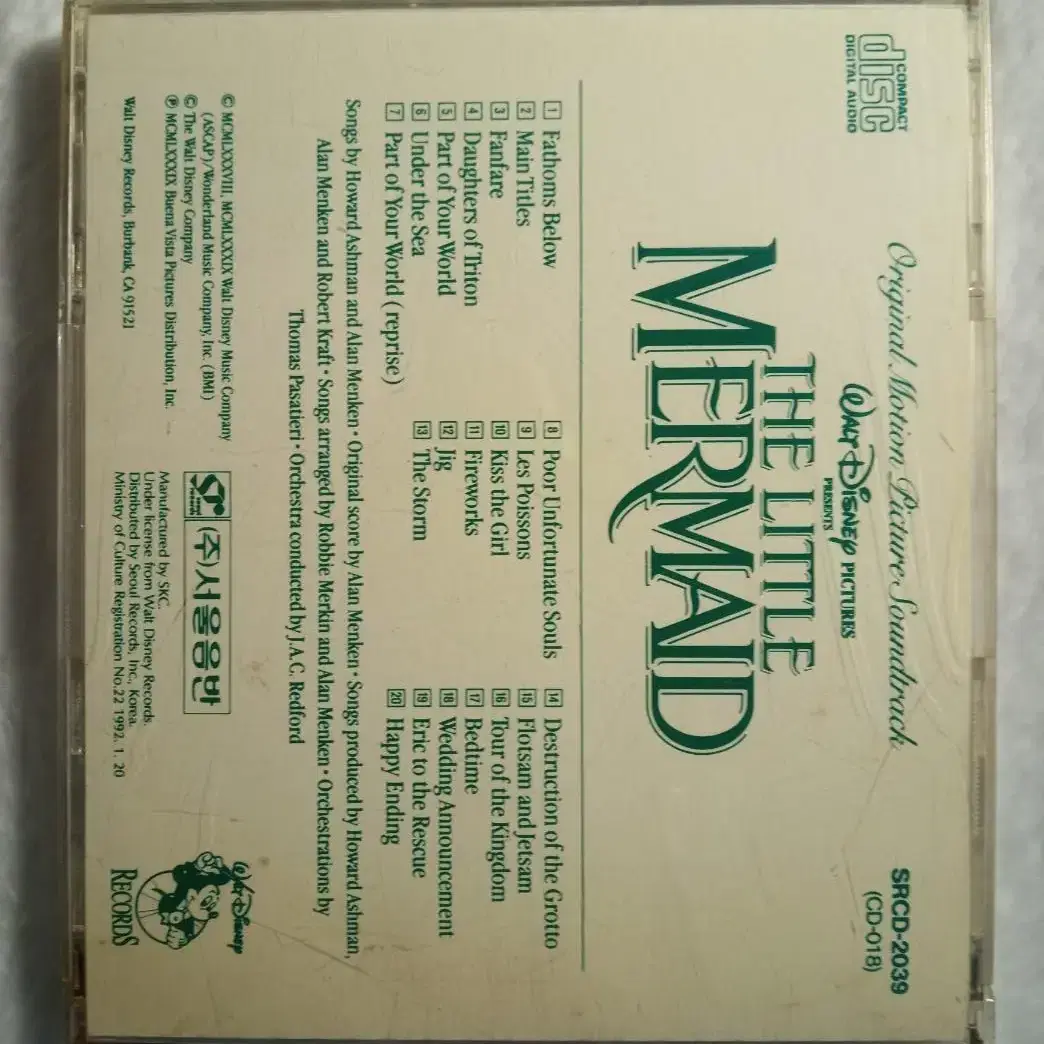 COMPACT
disc
DIGITAL AUDIO
Original Motion Picture Soundtrack
SRCD-2039
(CD-018)
WALT DISNEY PICTURES
PRESENTS
THE LITTLE
MERMAID
1 Fathoms Below
2 Main Titles
3 Fanfare
4 Daughters of Triton
5 Part of Your World
6 Under the Sea
7 Part of Your World (reprise)
8 Poor Unfortunate Souls
9 Les Poissons
10 Kiss the Girl
11 Fireworks
12 Jig
13 The Storm
14 Destruction of the Grotto
15 Flotsam and Jetsam
16 Tour of the Kingdom
17 Bedtime
18 Wedding Announcement
19 Eric to the Rescue
20 Happy Ending
Songs by Howard Ashman and Alan Menken • Original score by Alan Menken • Songs produced by Howard Ashman,
Alan Menken and Robert Kraft • Songs arranged by Robbie Merkin and Alan Menken • Orchestrations by
Thomas Pasatieri • Orchestra conducted by J.A.C. Redford
© MCMLXXXVIII, MCMLXXXIX Walt Disney Music Company
(ASCAP)/Wonderland Music Company, Inc. (BMI)
© The Walt Disney Company
℗ MCMLXXXIX Buena Vista Pictures Distribution, Inc.
Walt Disney Records, Burbank, CA 91521
(주)서울음반
Manufactured by SKC.
Under license from Walt Disney Records.
Distributed by Seoul Records, Inc., Korea.
Ministry of Culture Registration No.22 1992. 1. 20
WALT DISNEY
RECORDS